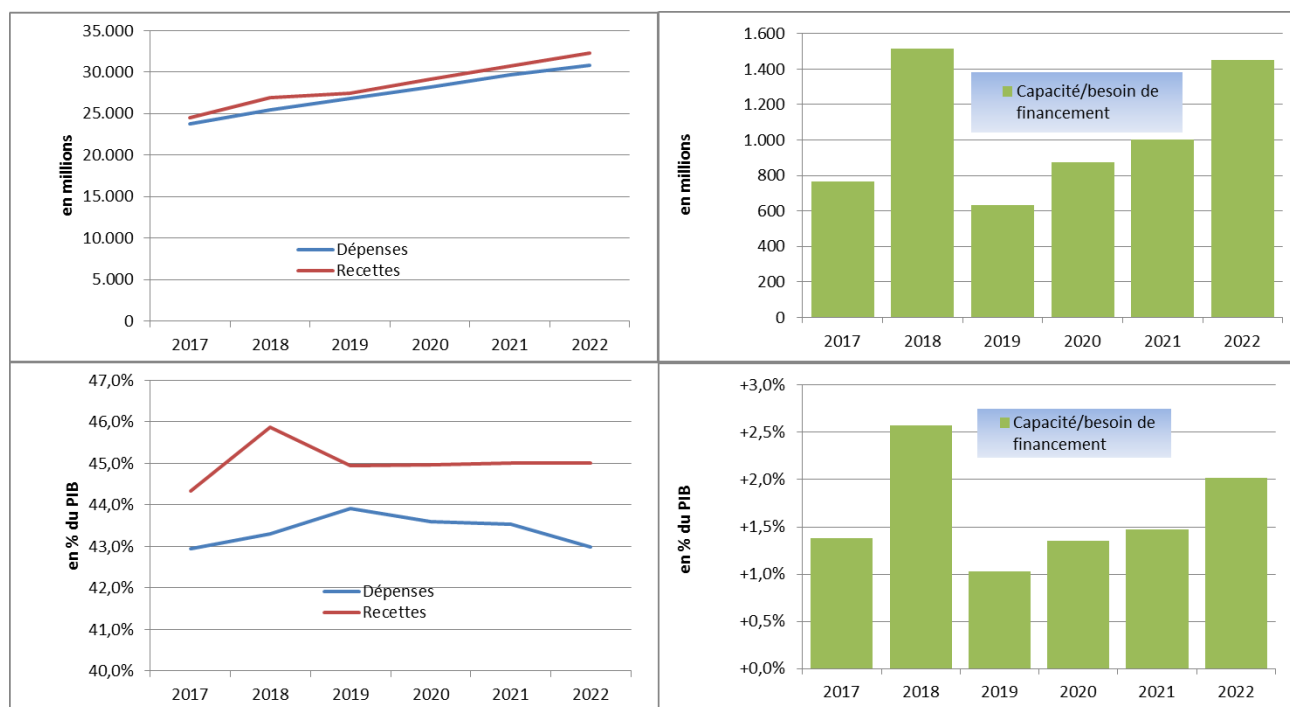 35.000
30.000
25.000
20.000
15.000
10.000
5.000
0
en millions
Dépenses
Recettes
2017 2018 2019 2020 2021 2022
1.600
1.400
1.200
1.000
800
600
400
200
0
en millions
Capacité/besoin de
financement
2017 2018 2019 2020 2021 2022
47,0%
46,0%
45,0%
44,0%
43,0%
42,0%
41,0%
40,0%
en % du PIB
Dépenses
Recettes
2017 2018 2019 2020 2021 2022
+3,0%
+2,5%
+2,0%
+1,5%
+1,0%
+0,5%
+0,0%
en % du PIB
Capacité/besoin de
financement
2017 2018 2019 2020 2021 2022